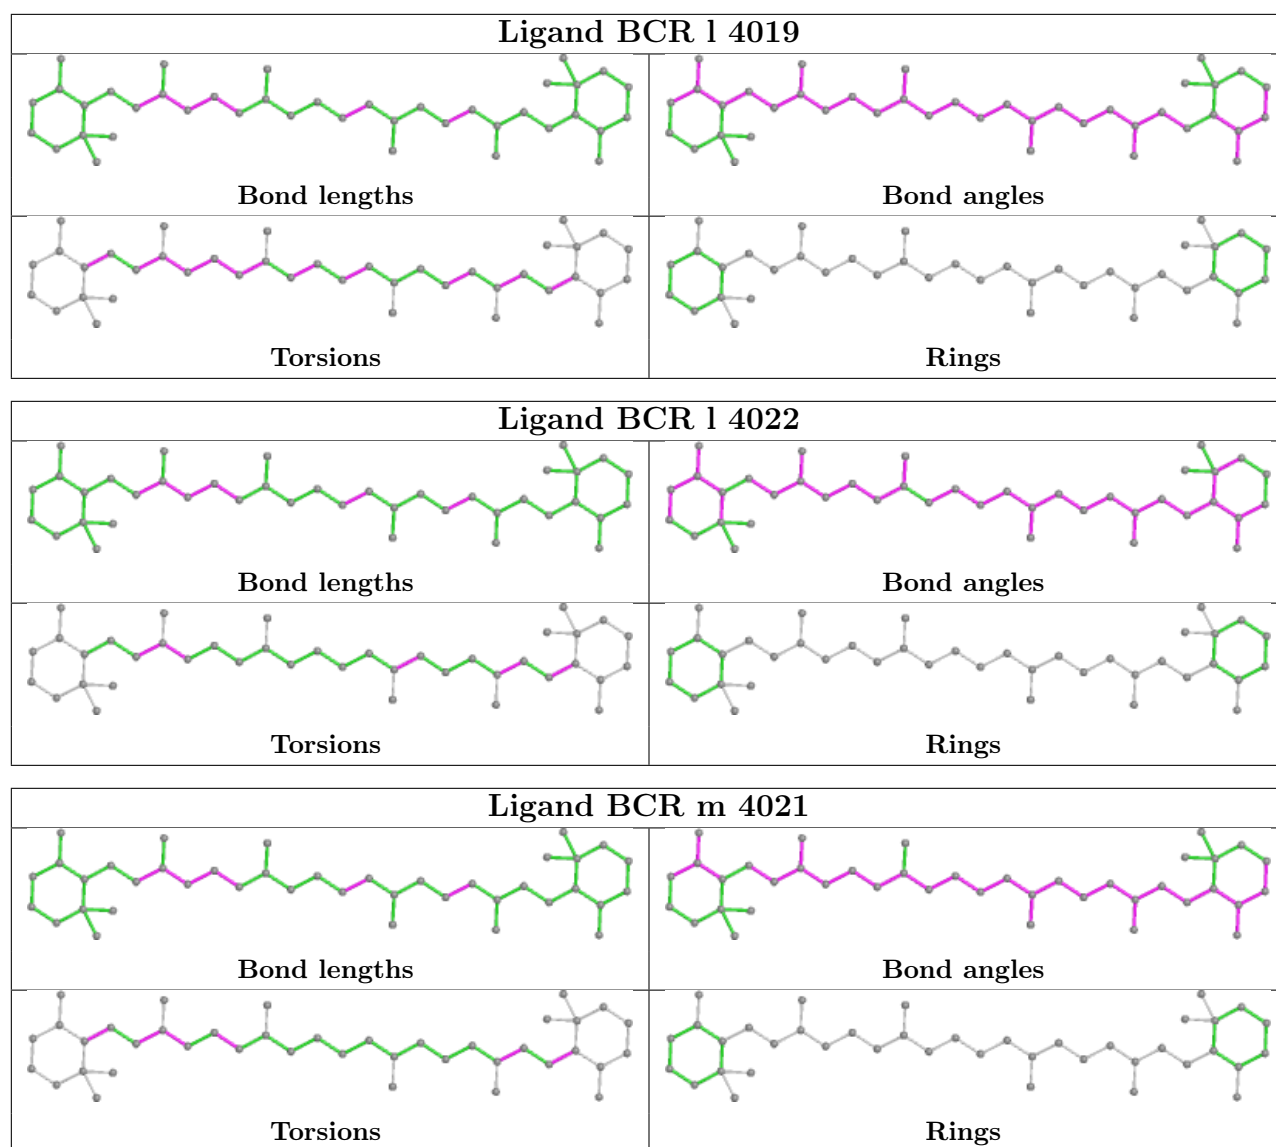 Ligand BCR l 4019
Bond lengths
Bond angles
Torsions
Rings
Ligand BCR l 4022
Bond lengths
Bond angles
Torsions
Rings
Ligand BCR m 4021
Bond lengths
Bond angles
Torsions
Rings